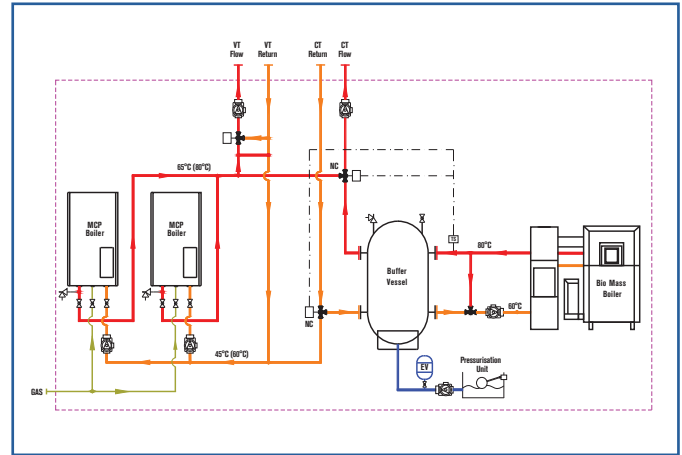 VT
Flow
VT
Return
CT
Return
CT
Flow
65°C (80°C)
NC
MCP
Boiler
MCP
Boiler
Buffer
Vessel
TS
80°C
Bio Mass
Boiler
NC
60°C
45°C (60°C)
EV
Pressurisation
Unit
GAS